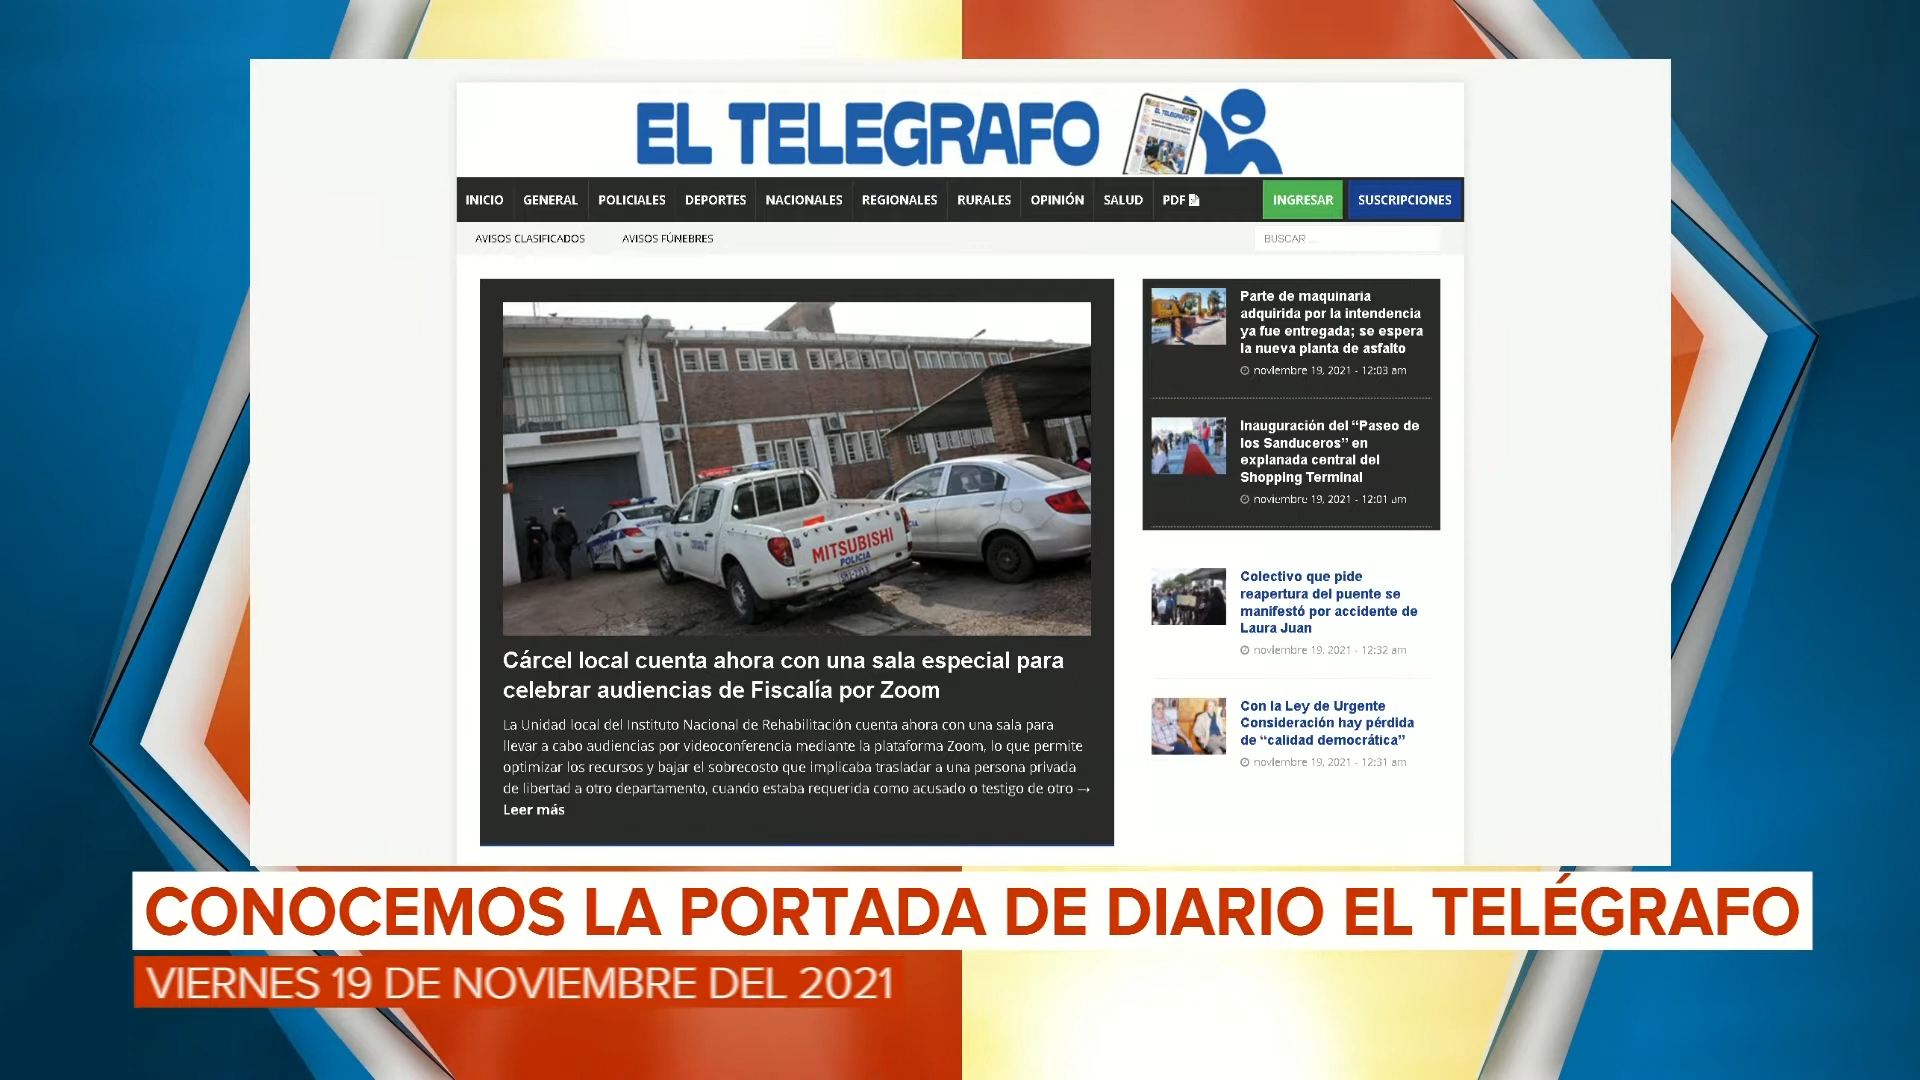 EL TELEGRAFO
INICIO GENERAL POLICIALES DEPORTES NACIONALES REGIONALES RURALES OPINIÓN SALUD PDF INGRESAR SUSCRIPCIONES
AVISOS CLASIFICADOS AVISOS FÚNEBRES BUSCAR ...
MITSUBISHI
POLICIA
Cárcel local cuenta ahora con una sala especial para
celebrar audiencias de Fiscalía por Zoom
La Unidad local del Instituto Nacional de Rehabilitación cuenta ahora con una sala para
llevar a cabo audiencias por videoconferencia mediante la plataforma Zoom, lo que permite
optimizar los recursos y bajar el sobrecosto que implicaba trasladar a una persona privada
de libertad a otro departamento, cuando estaba requerida como acusado o testigo de otro →
Leer más
Parte de maquinaria
adquirida por la intendencia
ya fue entregada; se espera
la nueva planta de asfalto
noviembre 19, 2021 - 12:03 am
Inauguración del “Paseo de
los Sanduceros” en
explanada central del
Shopping Terminal
noviembre 19, 2021 - 12:01 am
Colectivo que pide
reapertura del puente se
manifestó por accidente de
Laura Juan
noviembre 19, 2021 - 12:32 am
Con la Ley de Urgente
Consideración hay pérdida
de “calidad democrática”
noviembre 19, 2021 - 12:31 am
CONOCEMOS LA PORTADA DE DIARIO EL TELÉGRAFO
VIERNES 19 DE NOVIEMBRE DEL 2021